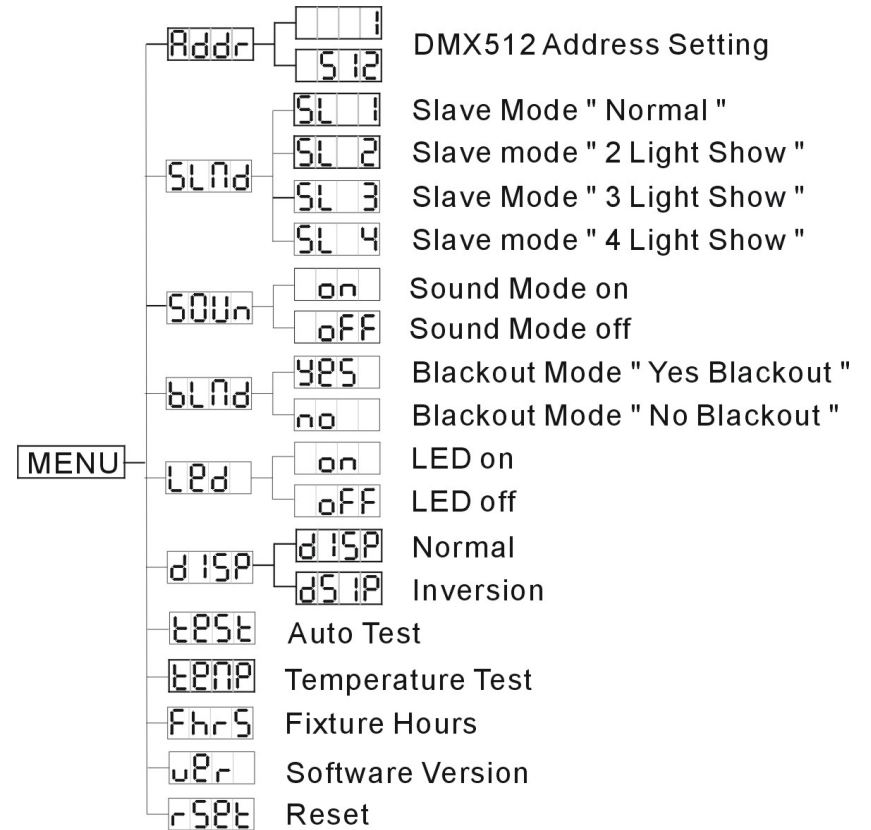 Addr 1 DMX512 Address Setting
512
SLMd SL 1 Slave Mode " Normal "
SL 2 Slave mode " 2 Light Show "
SL 3 Slave Mode " 3 Light Show "
SL 4 Slave mode " 4 Light Show "
SOUn on Sound Mode on
oFF Sound Mode off
bLMd YeS Blackout Mode " Yes Blackout "
no Blackout Mode " No Blackout "
MENU
Led on LED on
oFF LED off
dISP dISP Normal
dSIP Inversion
teSt Auto Test
teMP Temperature Test
FhrS Fixture Hours
ver Software Version
rSet Reset